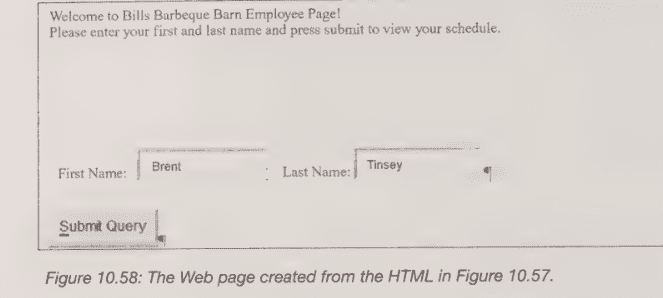 Welcome to Bills Barbeque Barn Employee Page!
Please enter your first and last name and press submit to view your schedule.
First Name: Brent : Last Name: Tinsey ¶
Submit Query ¶
Figure 10.58: The Web page created from the HTML in Figure 10.57.